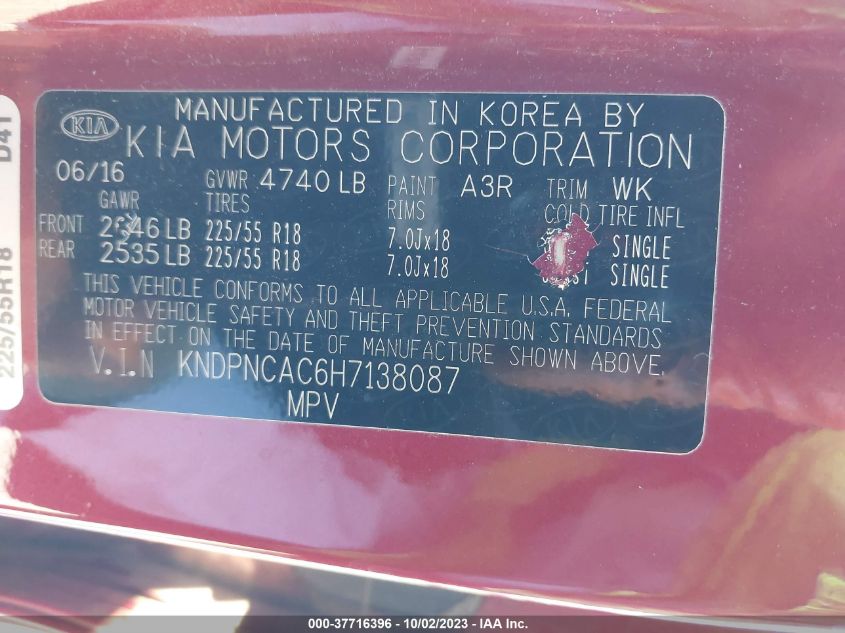 MANUFACTURED IN KOREA BY
KIA KIA MOTORS CORPORATION
06/16 GVWR 4740 LB PAINT A3R TRIM WK
GAWR TIRES RIMS COLD TIRE INFL
FRONT LB 225/55 R18 7.0Jx18 SINGLE
REAR 2535 LB 225/55 R18 7.0Jx18 SINGLE
THIS VEHICLE CONFORMS TO ALL APPLICABLE U.S.A. FEDERAL
MOTOR VEHICLE SAFETY AND THEFT PREVENTION STANDARDS
IN EFFECT ON THE DATE OF MANUFACTURE SHOWN ABOVE.
V.I.N KNDPNCAC6H7138087
MPV
225/55R18
000-37716396 - 10/02/2023 - IAA Inc.